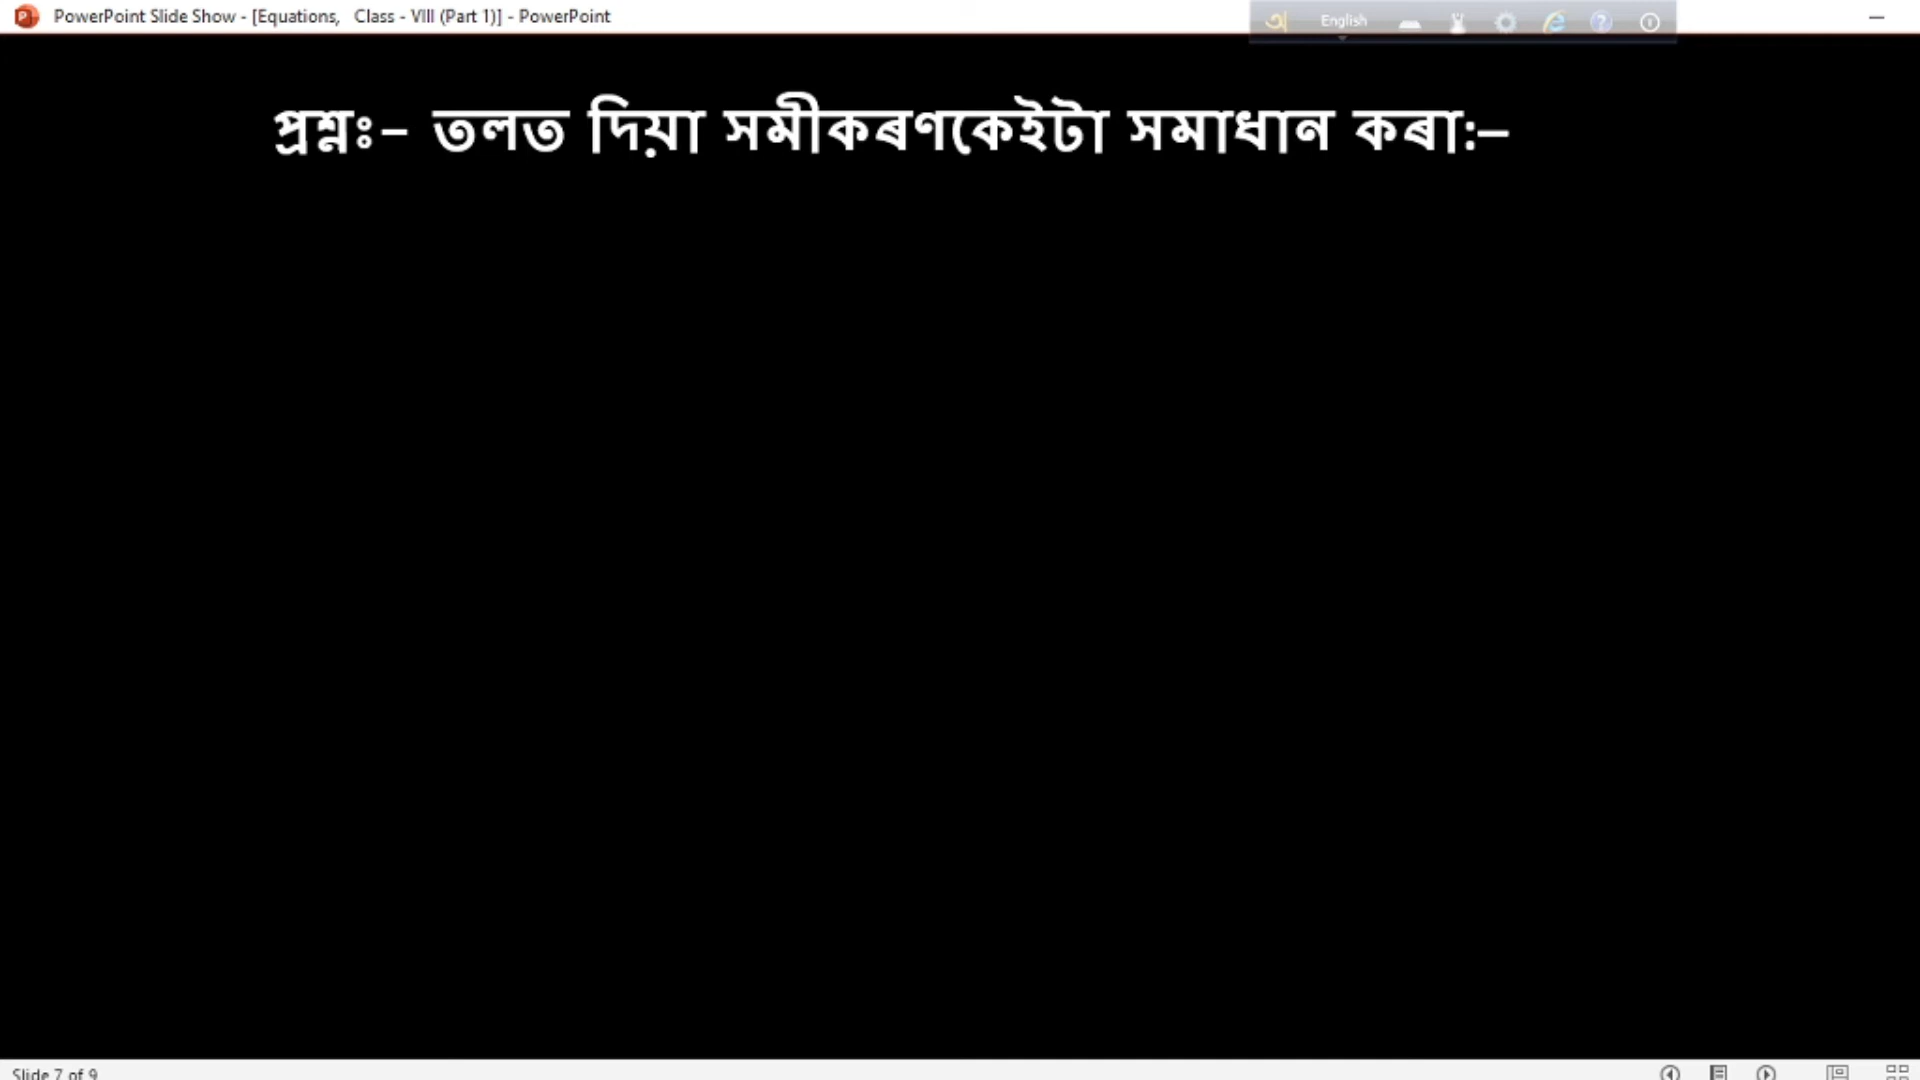 PowerPoint Slide Show - [Equations, Class - VIII (Part 1)] - PowerPoint
English
প্ৰশ্নঃ– তলত দিয়া সমীকৰণকেইটা সমাধান কৰা:–
Slide 7 of 9